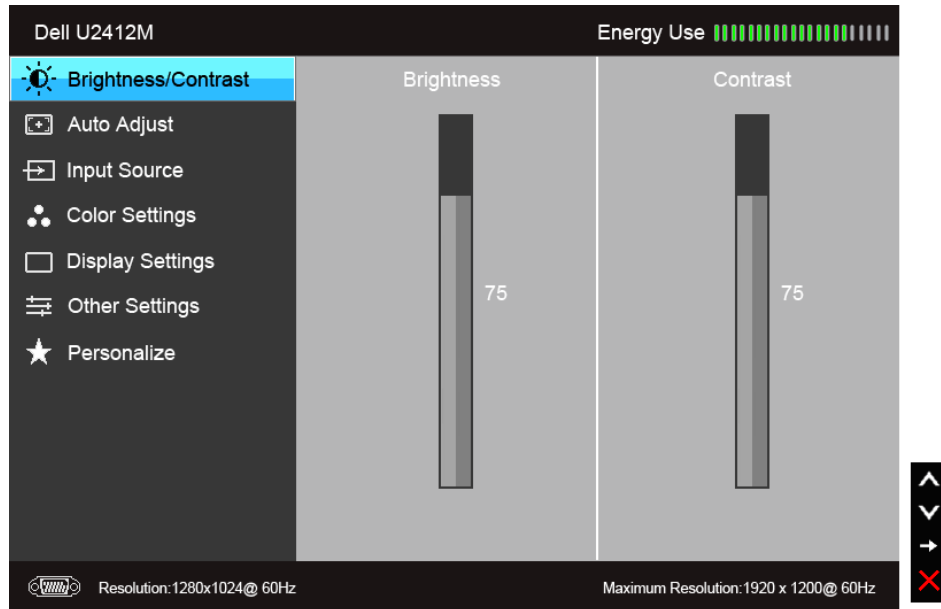 Dell U2412M
Energy Use
Brightness/Contrast
Brightness
Contrast
Auto Adjust
Input Source
Color Settings
Display Settings
75
75
Other Settings
Personalize
Resolution:1280x1024@ 60Hz
Maximum Resolution:1920 x 1200@ 60Hz